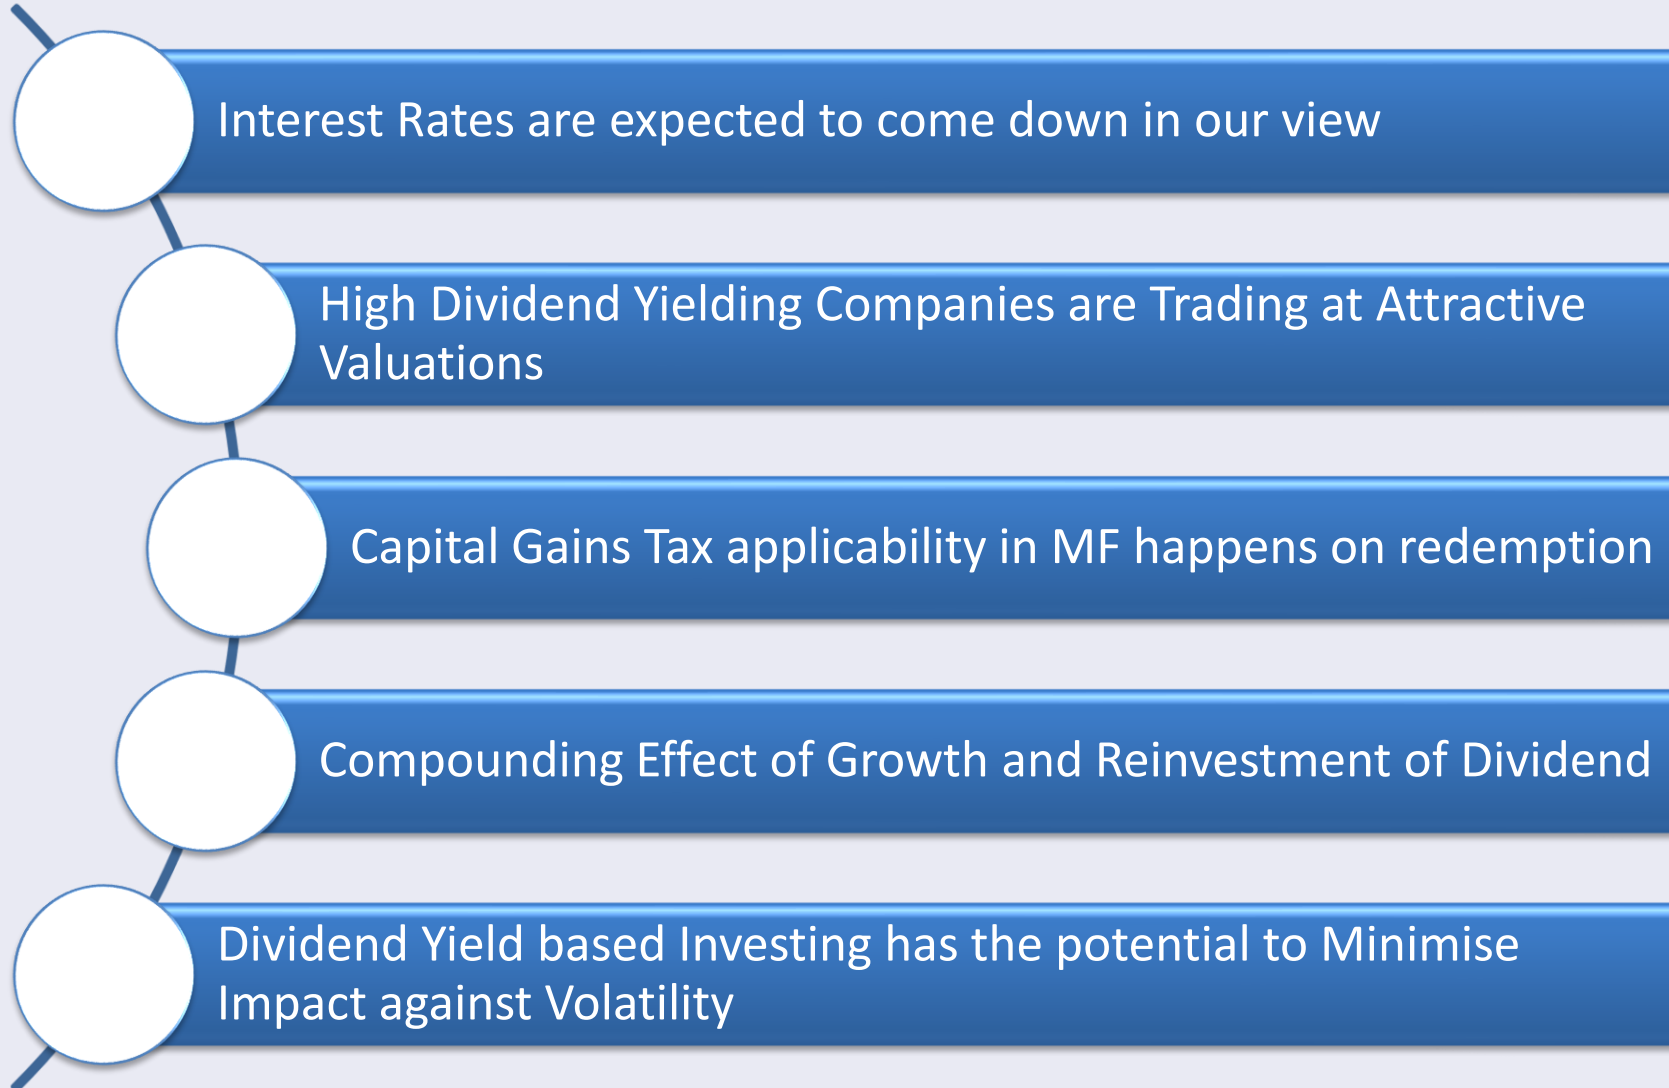 Interest Rates are expected to come down in our view
High Dividend Yielding Companies are Trading at Attractive
Valuations
Capital Gains Tax applicability in MF happens on redemption
Compounding Effect of Growth and Reinvestment of Dividend
Dividend Yield based Investing has the potential to Minimise
Impact against Volatility